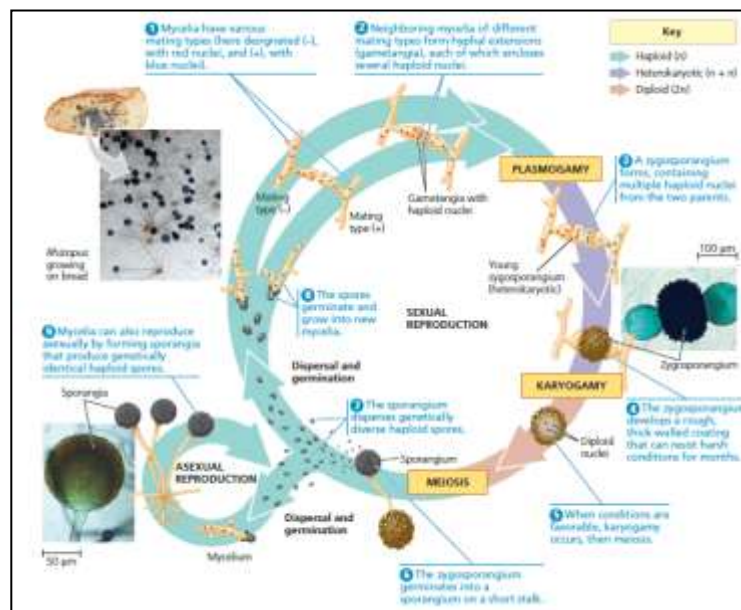 1 Mycelia have various
mating types (here designated (–),
with red nuclei, and (+), with
blue nuclei).
2 Neighboring mycelia of different
mating types form hyphal extensions
(gametangia), each of which encloses
several haploid nuclei.
Key
Haploid (n)
Heterokaryotic (n + n)
Diploid (2n)
PLASMOGAMY
3 A zygosporangium
forms, containing
multiple haploid nuclei
from the two parents.
Mating
type (–)
Gametangia with
haploid nuclei
Mating
type (+)
Rhizopus
growing
on bread
100 μm
Young
zygosporangium
(heterokaryotic)
8 The spores
germinate and
grow into new
mycelia.
SEXUAL
REPRODUCTION
9 Mycelia can also reproduce
asexually by forming sporangia
that produce genetically
identical haploid spores.
Dispersal and
germination
Zygosporangium
KARYOGAMY
Sporangia
7 The sporangium
disperses genetically
diverse haploid spores.
4 The zygosporangium
develops a rough,
thick-walled coating
that can resist harsh
conditions for months.
Diploid
nuclei
Sporangium
ASEXUAL
REPRODUCTION
MEIOSIS
Dispersal and
germination
5 When conditions are
favorable, karyogamy
occurs, then meiosis.
Mycelium
50 μm
6 The zygosporangium
germinates into a
sporangium on a short stalk.